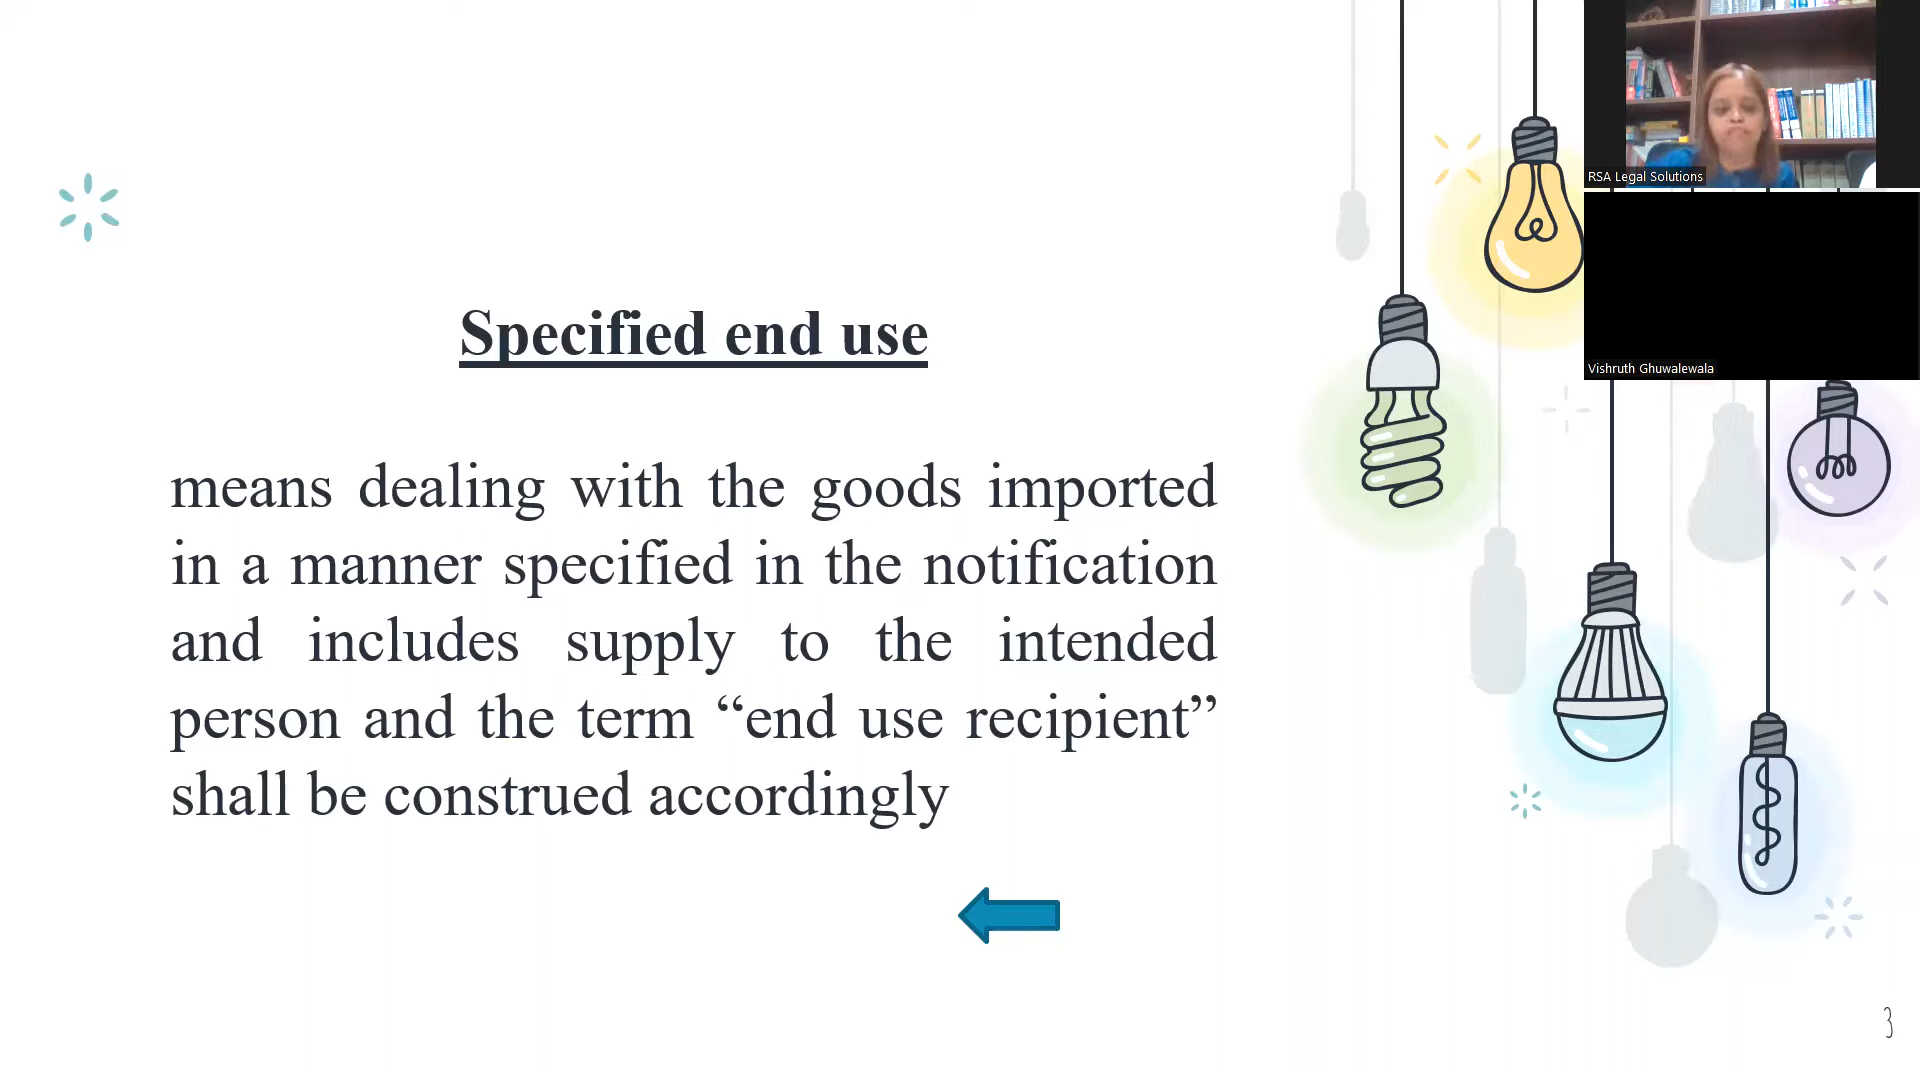 RSA Legal Solutions
Vishruth Ghuwalewala
Specified end use
means dealing with the goods imported
in a manner specified in the notification
and includes supply to the intended
person and the term “end use recipient”
shall be construed accordingly
3